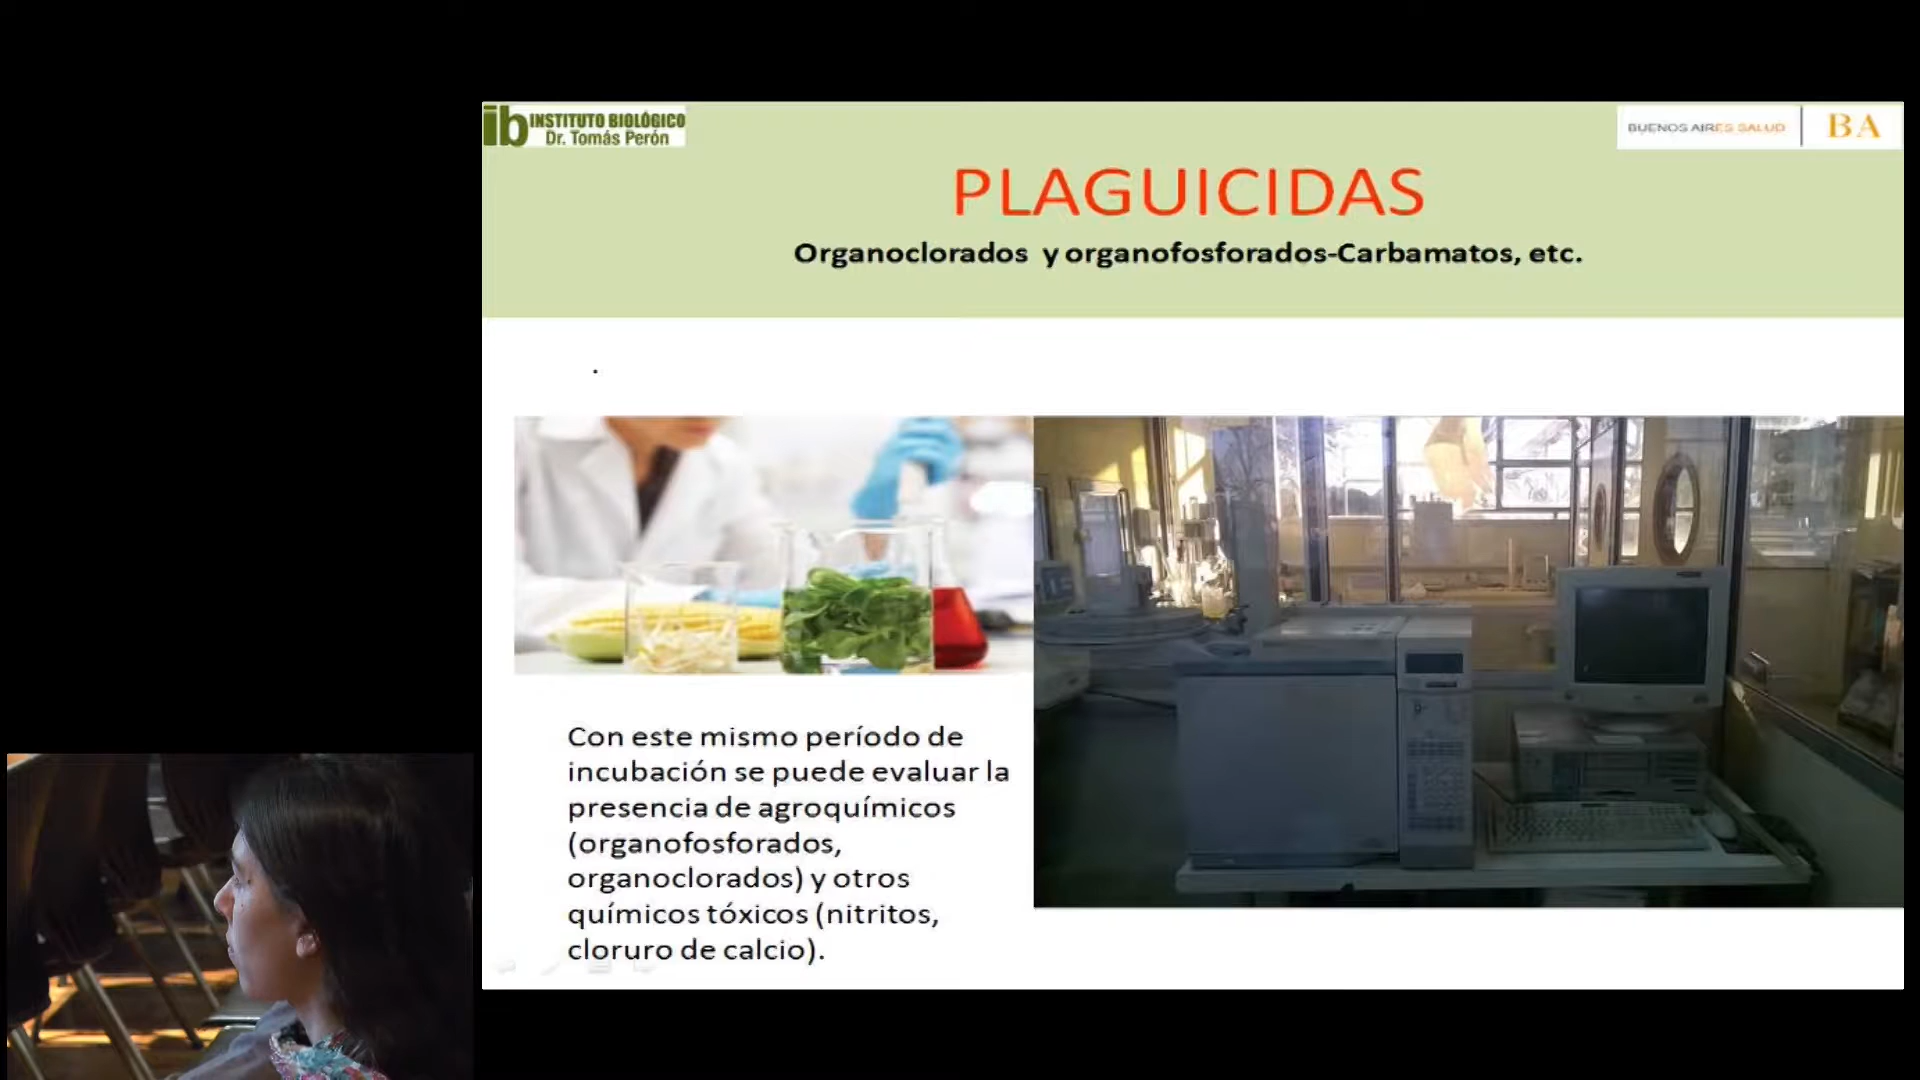 ib INSTITUTO BIOLÓGICO
Dr. Tomás Perón
BUENOS AIRES SALUD BA
PLAGUICIDAS
Organoclorados y organofosforados-Carbamatos, etc.
.
Con este mismo período de
incubación se puede evaluar la
presencia de agroquímicos
(organofosforados,
organoclorados) y otros
químicos tóxicos (nitritos,
cloruro de calcio).